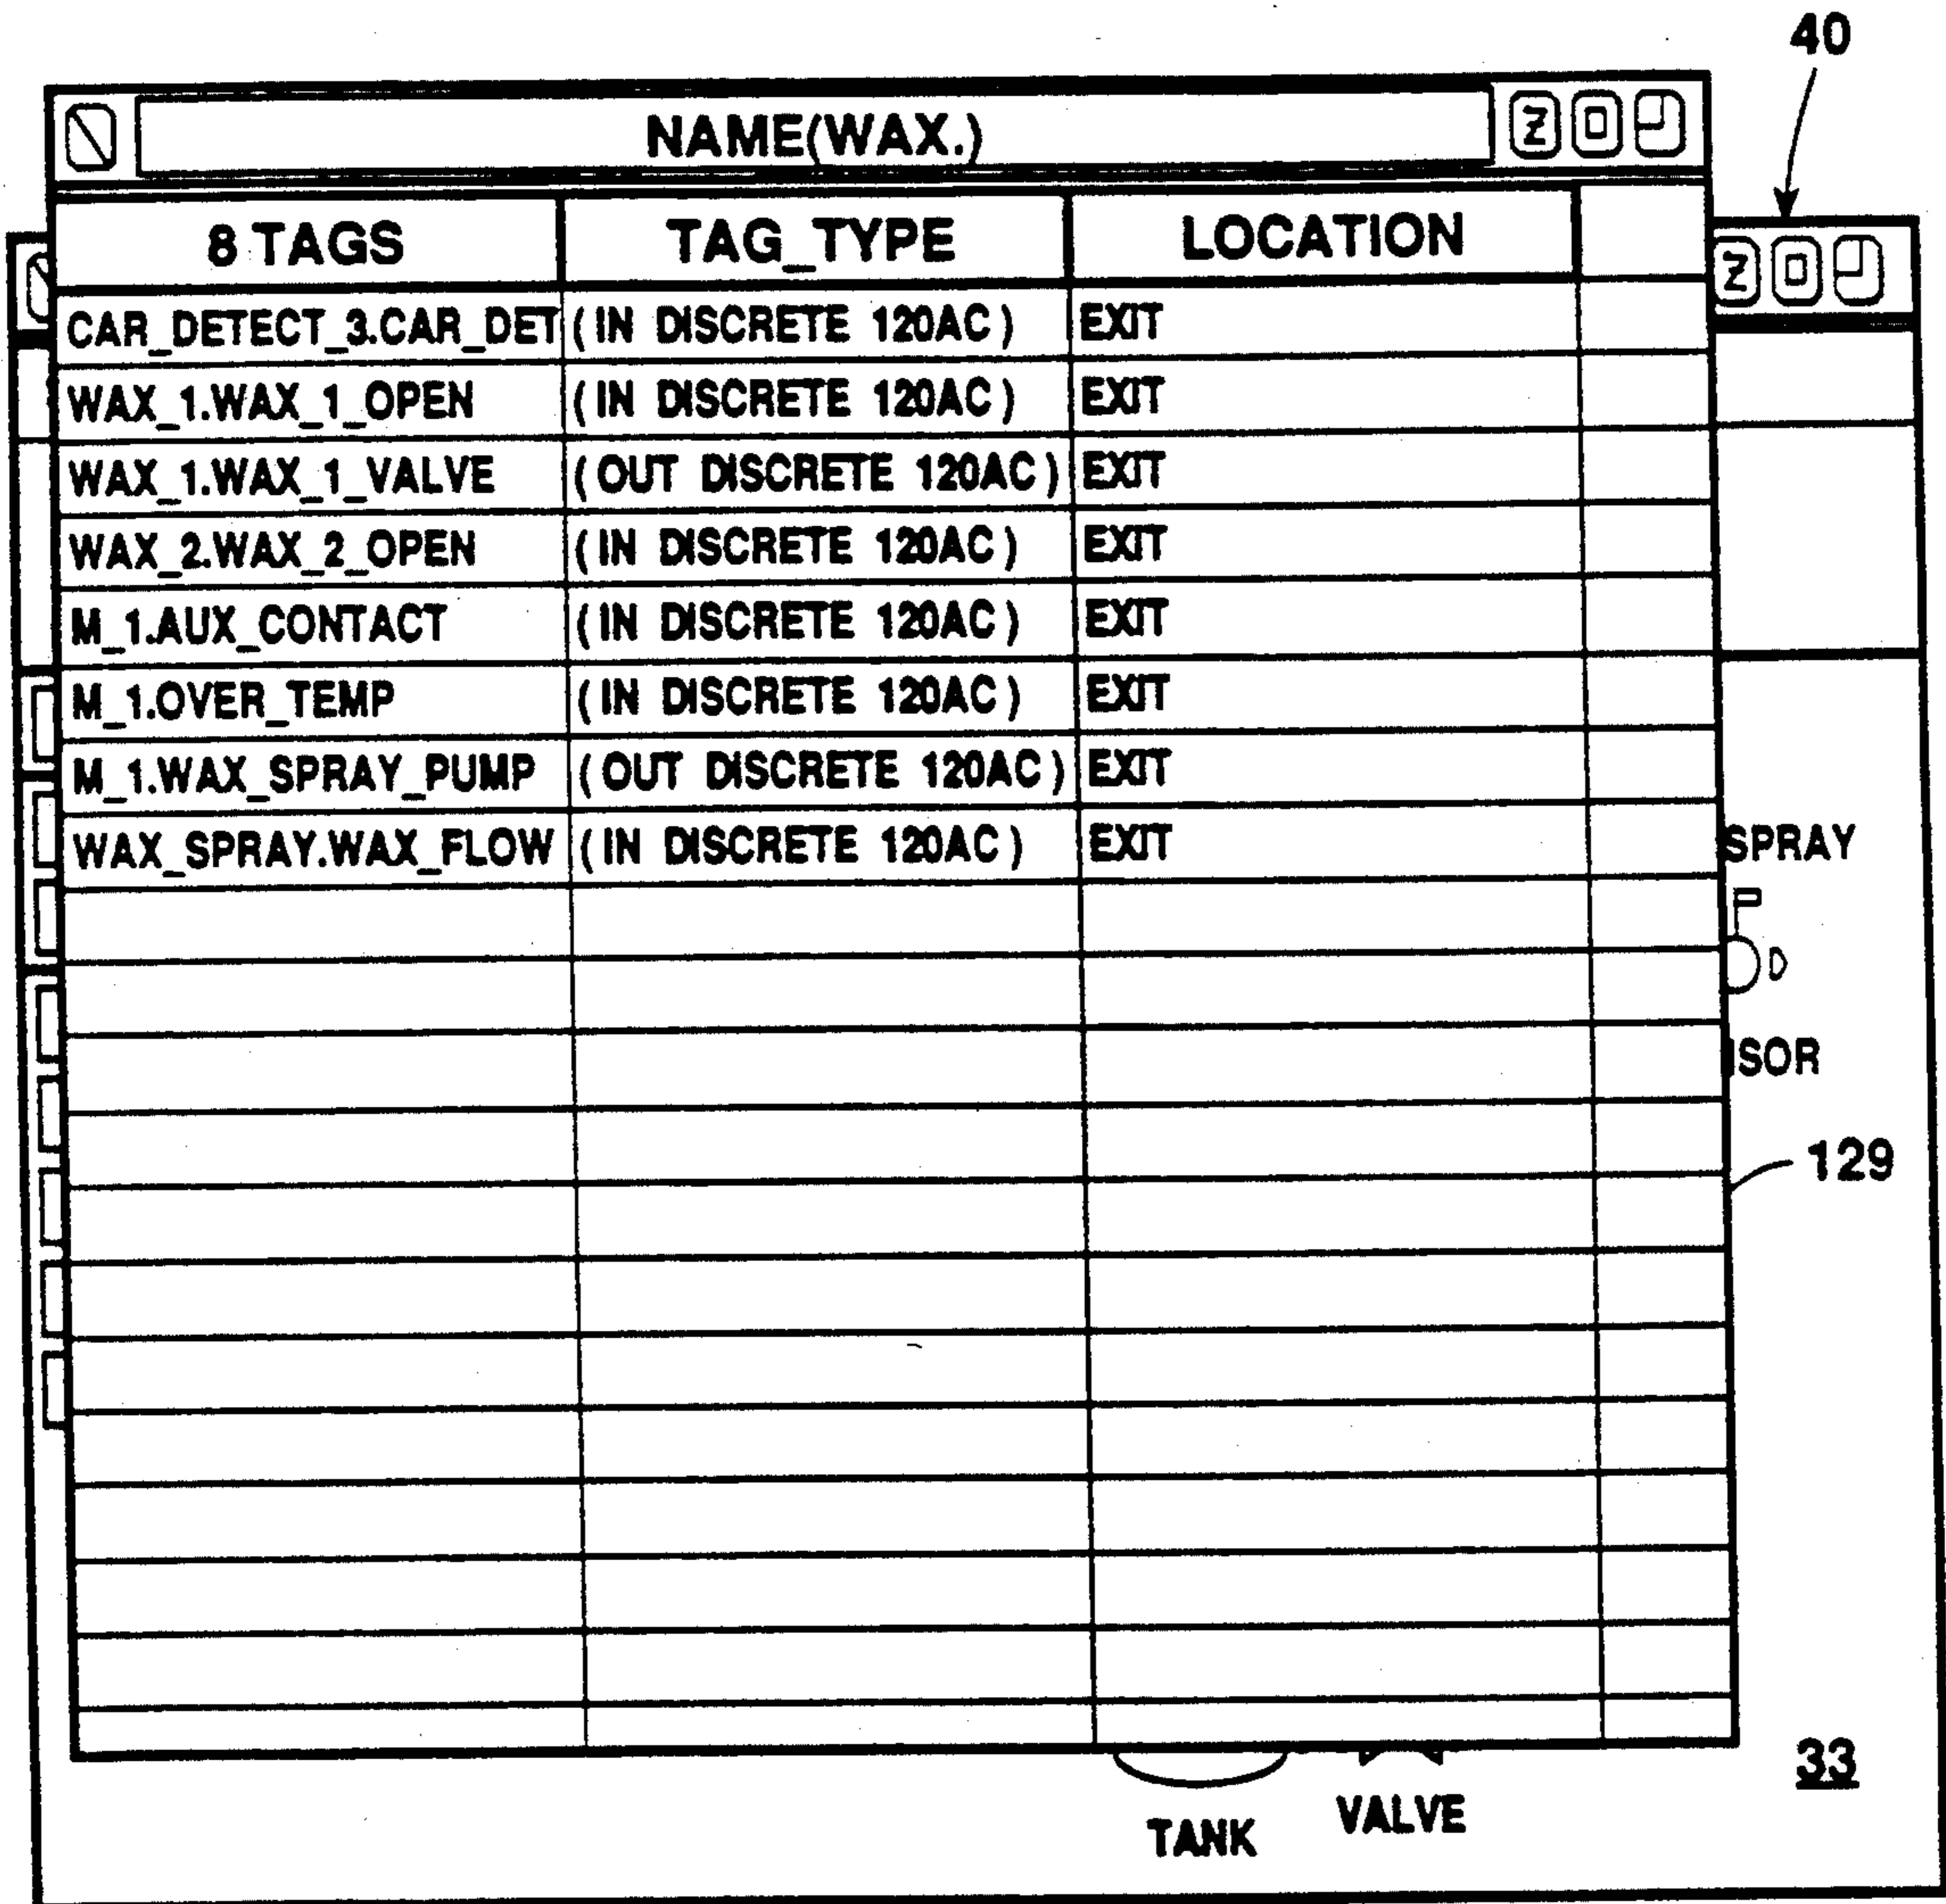 40
NAME(WAX.)
Z
8 TAGS TAG_TYPE LOCATION
Z
CAR_DETECT_3.CAR_DET (IN DISCRETE 120AC) EXIT
WAX_1.WAX_1_OPEN (IN DISCRETE 120AC) EXIT
WAX_1.WAX_1_VALVE (OUT DISCRETE 120AC) EXIT
WAX_2.WAX_2_OPEN (IN DISCRETE 120AC) EXIT
M_1.AUX_CONTACT (IN DISCRETE 120AC) EXIT
M_1.OVER_TEMP (IN DISCRETE 120AC) EXIT
M_1.WAX_SPRAY_PUMP (OUT DISCRETE 120AC) EXIT
WAX_SPRAY.WAX_FLOW (IN DISCRETE 120AC) EXIT
SPRAY
SOR
129
33
TANK VALVE